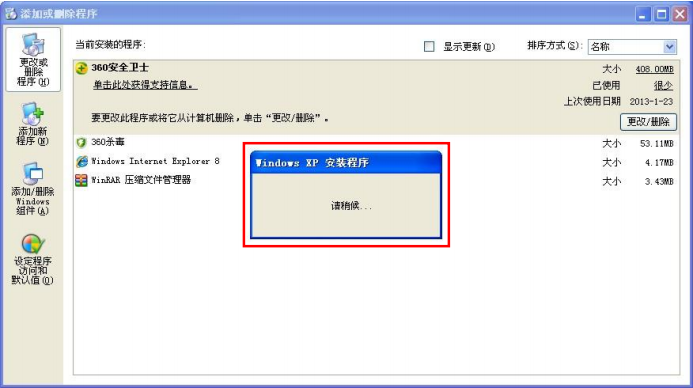 添加或删除程序
更改或
删除
程序(H)
添加新
程序(N)
添加/删除
Windows
组件(A)
设定程序
访问和
默认值(O)
当前安装的程序:
显示更新(D)
排序方式(S): 名称
360安全卫士
大小 408.00MB
单击此处获得支持信息。
已使用 很少
上次使用日期 2013-1-23
要更改此程序或将它从计算机删除，单击“更改/删除”。
更改/删除
360杀毒
大小 53.11MB
Windows Internet Explorer 8
大小 4.17MB
WinRAR 压缩文件管理器
大小 3.43MB
Windows XP 安装程序
请稍候...